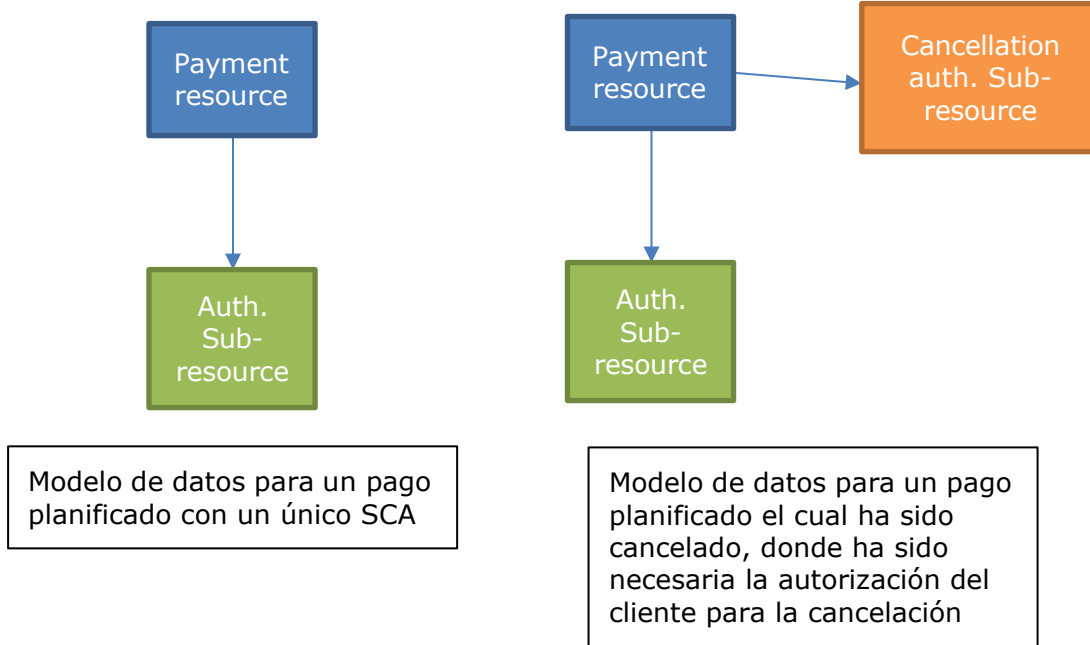 Payment
resource
Auth.
Sub-
resource
Modelo de datos para un pago
planificado con un único SCA
Payment
resource
Cancellation
auth. Sub-
resource
Auth.
Sub-
resource
Modelo de datos para un pago
planificado el cual ha sido
cancelado, donde ha sido
necesaria la autorización del
cliente para la cancelación